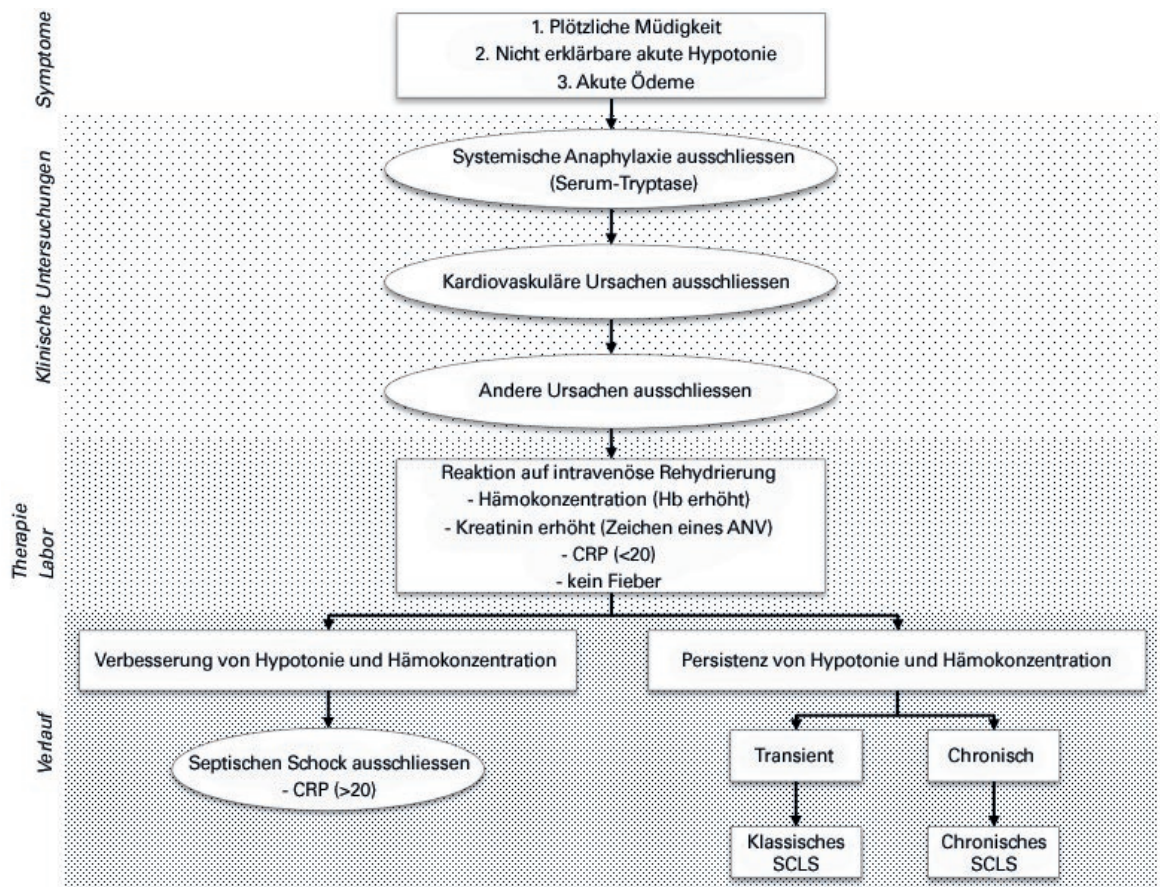 Symptome
1. Plötzliche Müdigkeit
2. Nicht erklärbare akute Hypotonie
3. Akute Ödeme
Klinische Untersuchungen
Systemische Anaphylaxie ausschliessen
(Serum-Tryptase)
Kardiovaskuläre Ursachen ausschliessen
Andere Ursachen ausschliessen
Therapie
Labor
Reaktion auf intravenöse Rehydrierung
- Hämokonzentration (Hb erhöht)
- Kreatinin erhöht (Zeichen eines ANV)
- CRP (<20)
- kein Fieber
Verlauf
Verbesserung von Hypotonie und Hämokonzentration
Persistenz von Hypotonie und Hämokonzentration
Septischen Schock ausschliessen
- CRP (>20)
Transient
Chronisch
Klassisches
SCLS
Chronisches
SCLS